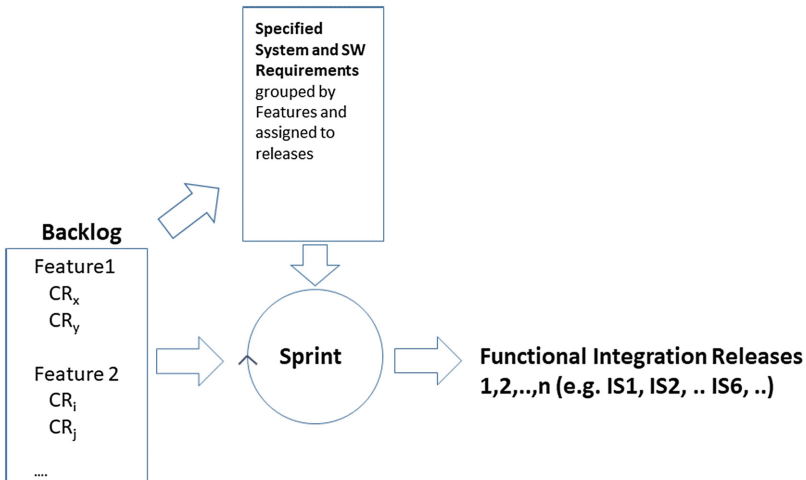 Specified
System and SW
Requirements
grouped by
Features and
assigned to
releases
Backlog
Feature1
CRx
CRy
Feature 2
CRi
CRj
....
Sprint
Functional Integration Releases
1,2,..,n (e.g. IS1, IS2, .. IS6, ..)